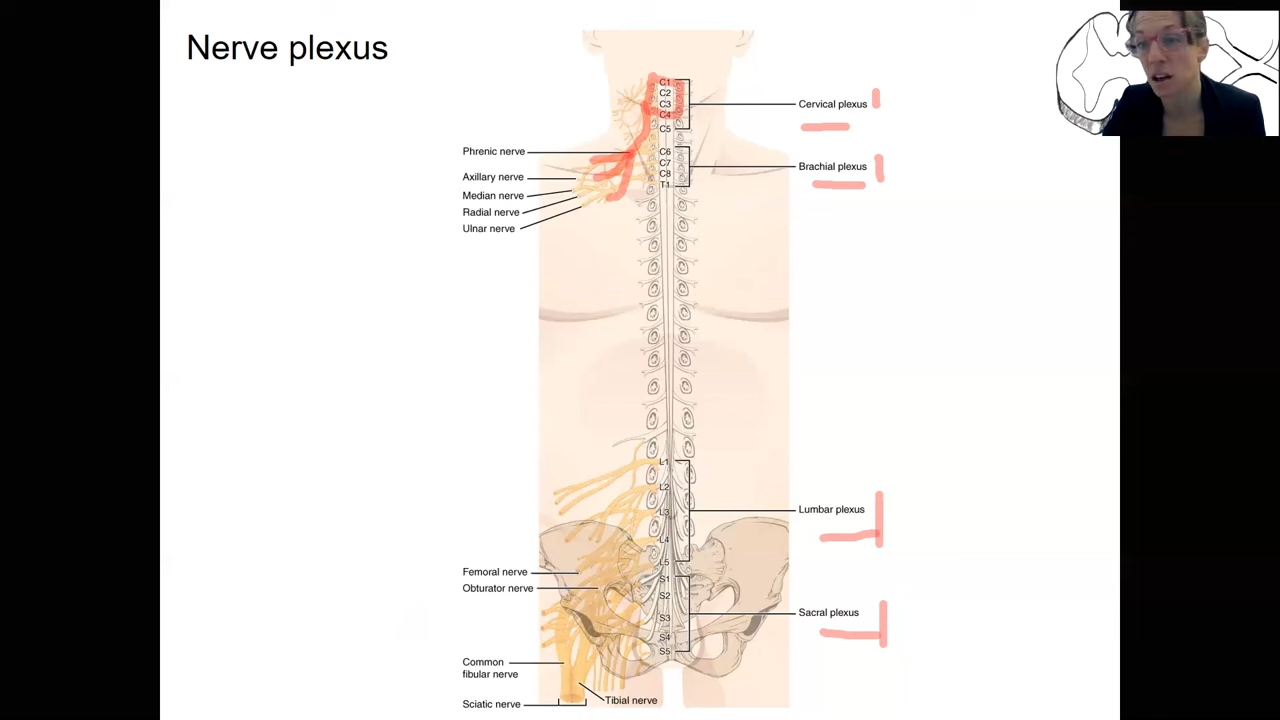 Nerve plexus
C1
C2
C3
C4
C5
C6
C7
C8
T1
Cervical plexus
Brachial plexus
Phrenic nerve
Axillary nerve
Median nerve
Radial nerve
Ulnar nerve
L1
L2
L3
L4
L5
S1
S2
S3
S4
S5
Lumbar plexus
Sacral plexus
Femoral nerve
Obturator nerve
Common
fibular nerve
Sciatic nerve
Tibial nerve